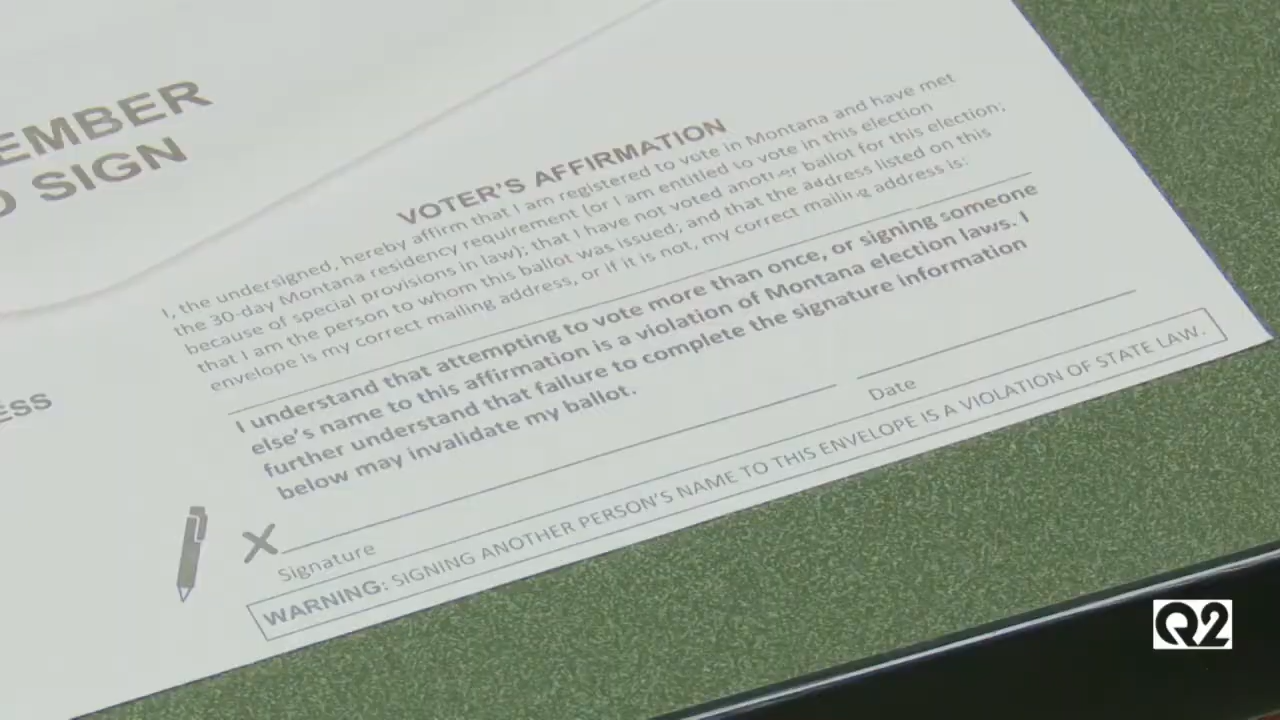 EMBER
O SIGN
ESS
VOTER'S AFFIRMATION
I, the undersigned, hereby affirm that I am registered to vote in Montana and have met
the 30-day Montana residency requirement (or I am entitled to vote in this election
because of special provisions in law); that I have not voted another ballot for this election;
that I am the person to whom this ballot was issued; and that the address listed on this
envelope is my correct mailing address, or if it is not, my correct mailing address is:
I understand that attempting to vote more than once, or signing someone
else's name to this affirmation is a violation of Montana election laws. I
further understand that failure to complete the signature information
below may invalidate my ballot.
X
Signature
Date
WARNING: SIGNING ANOTHER PERSON'S NAME TO THIS ENVELOPE IS A VIOLATION OF STATE LAW.
Q2